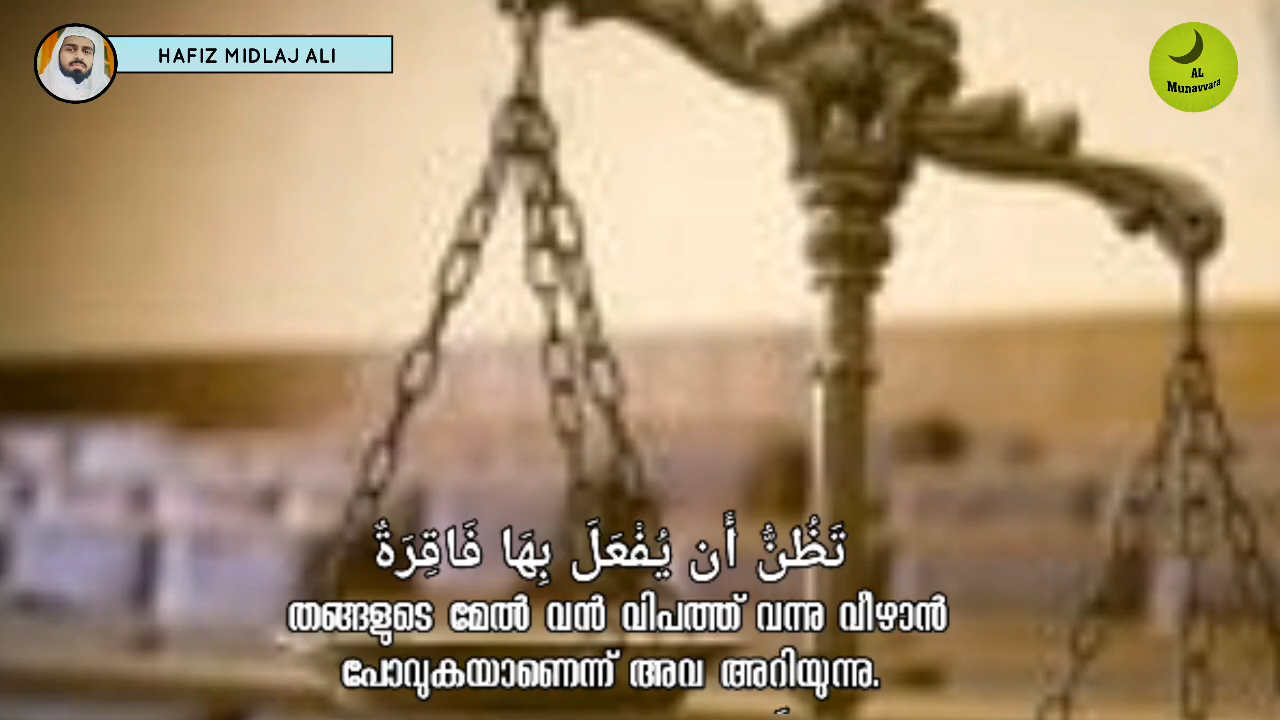 HAFIZ MIDLAJ ALI
AL
Munavvara
تَظُنُّ أَن يُفْعَلَ بِهَا فَاقِرَةٌ
തങ്ങളുടെ മേൽ വൻ വിപത്ത് വന്നു വീഴാൻ
പോവുകയാണെന്ന് അവ അറിയുന്നു.